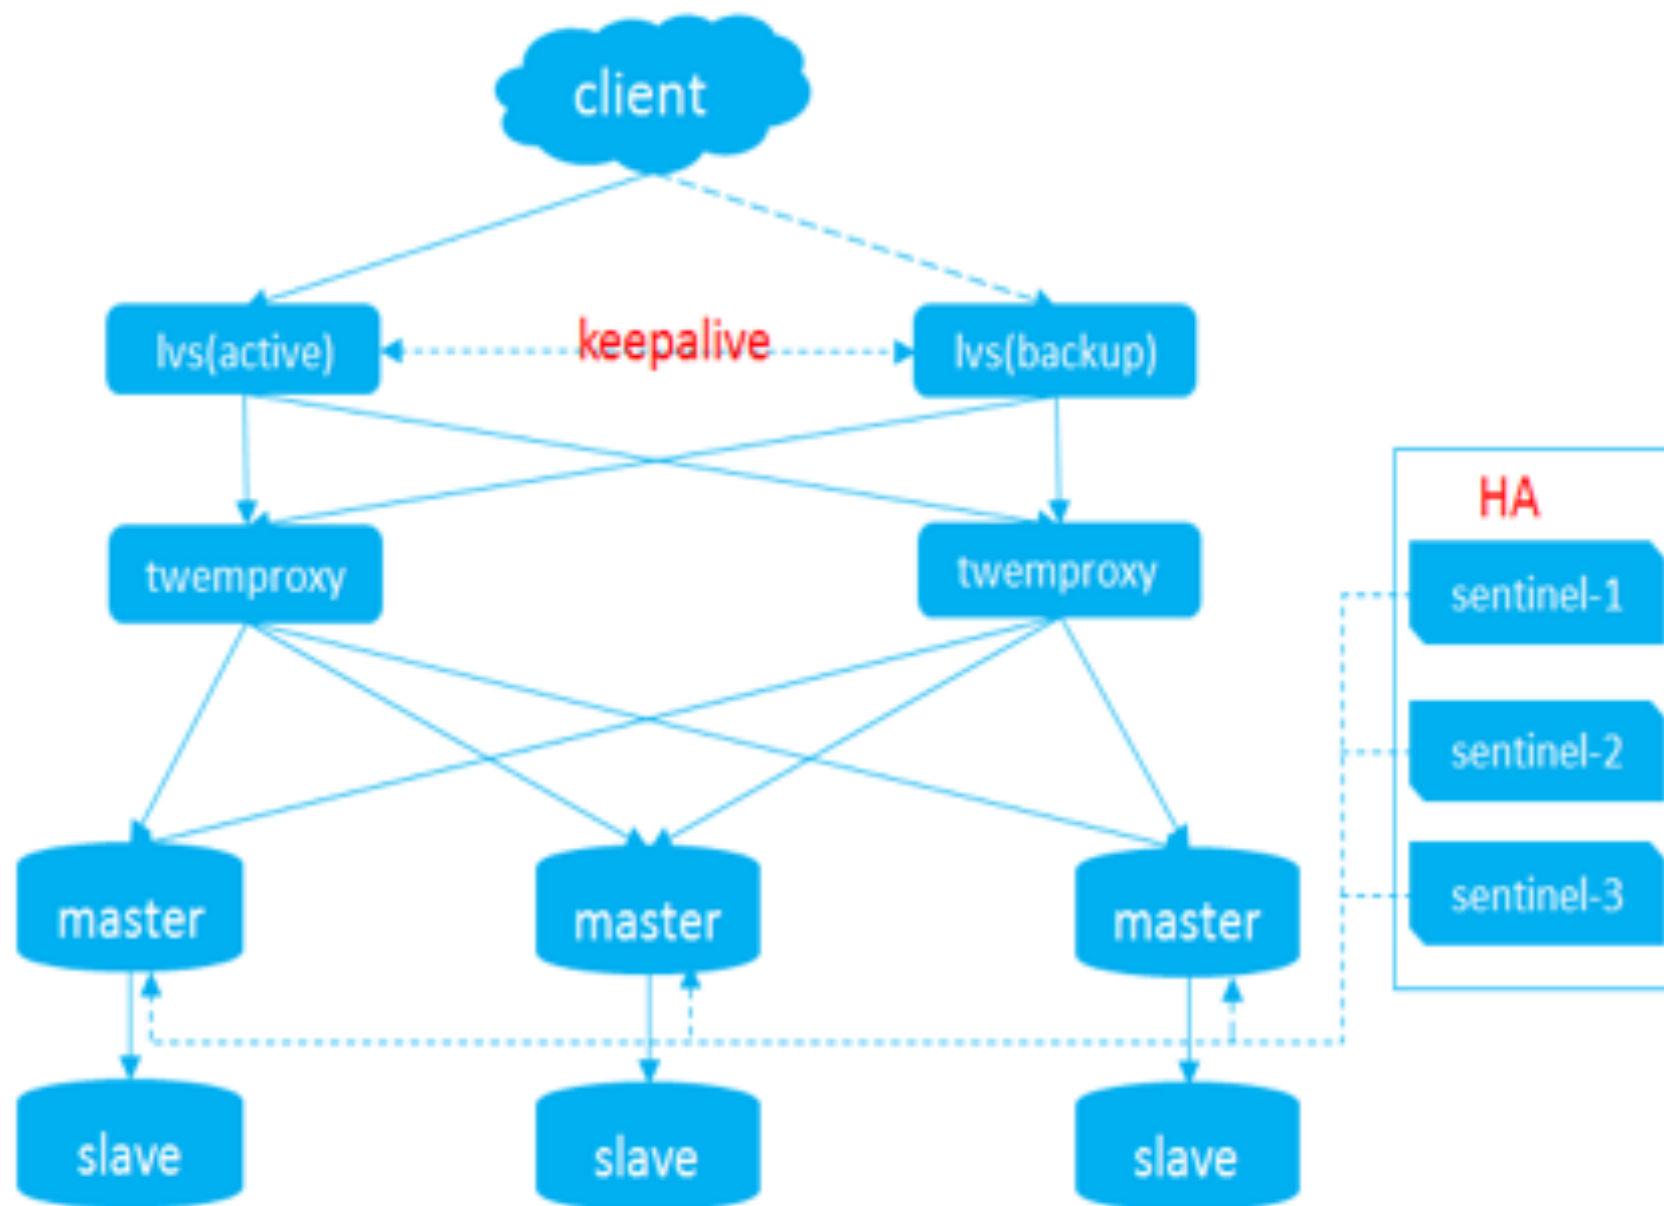 client
lvs(active)
keepalive
lvs(backup)
HA
twemproxy
twemproxy
sentinel-1
sentinel-2
sentinel-3
master
master
master
slave
slave
slave